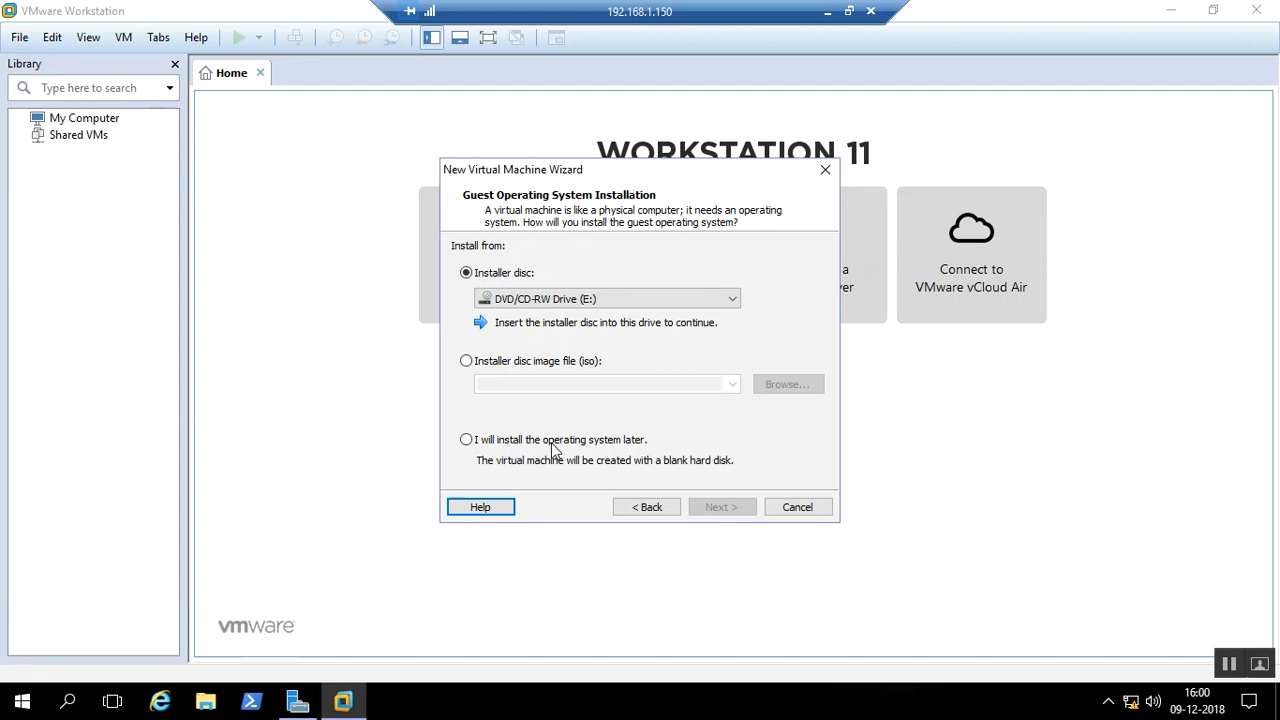 VMware Workstation
192.168.1.150
File Edit View VM Tabs Help
Library
Type here to search
My Computer
Shared VMs
Home
WORKSTATION 11
New Virtual Machine Wizard
Guest Operating System Installation
A virtual machine is like a physical computer; it needs an operating
system. How will you install the guest operating system?
Install from:
Installer disc:
DVD/CD-RW Drive (E:)
Insert the installer disc into this drive to continue.
Installer disc image file (iso):
Browse...
I will install the operating system later.
The virtual machine will be created with a blank hard disk.
Help
< Back
Next >
Cancel
a
ver
Connect to
VMware vCloud Air
vmware
16:00
09-12-2018